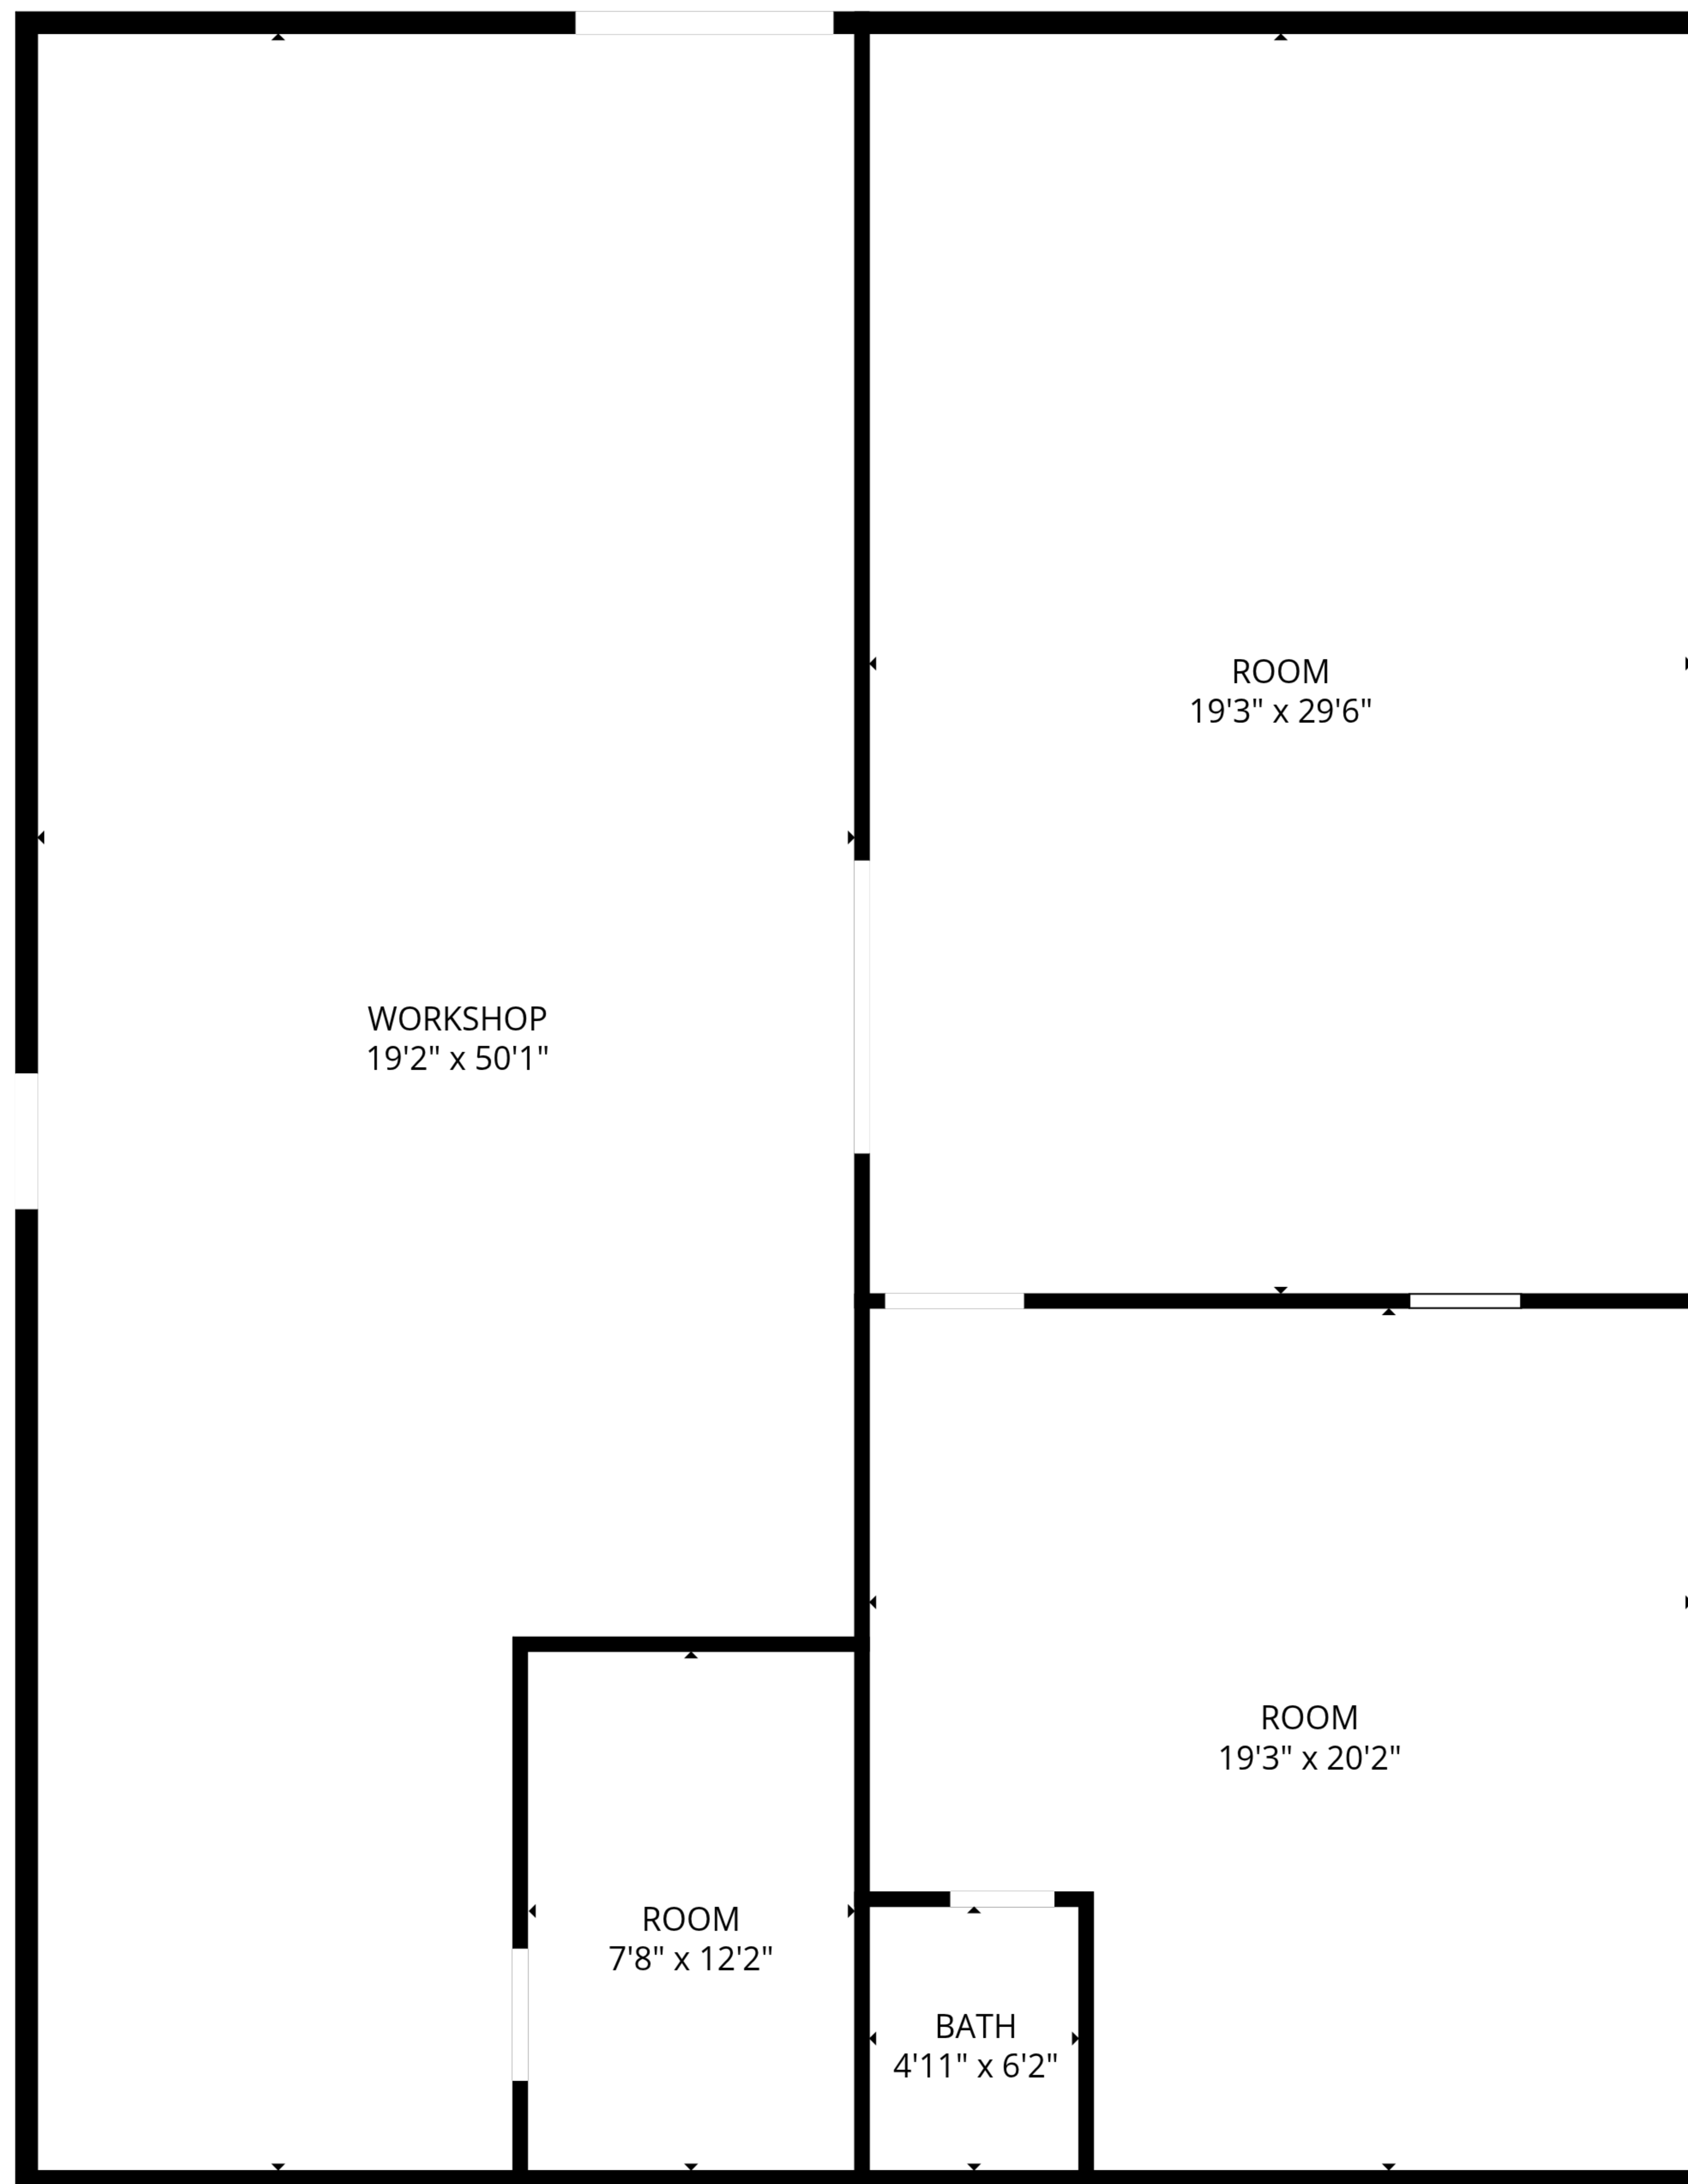 ROOM
19'3" x 29'6"
WORKSHOP
19'2" x 50'1"
ROOM
19'3" x 20'2"
ROOM
7'8" x 12'2"
BATH
4'11" x 6'2"